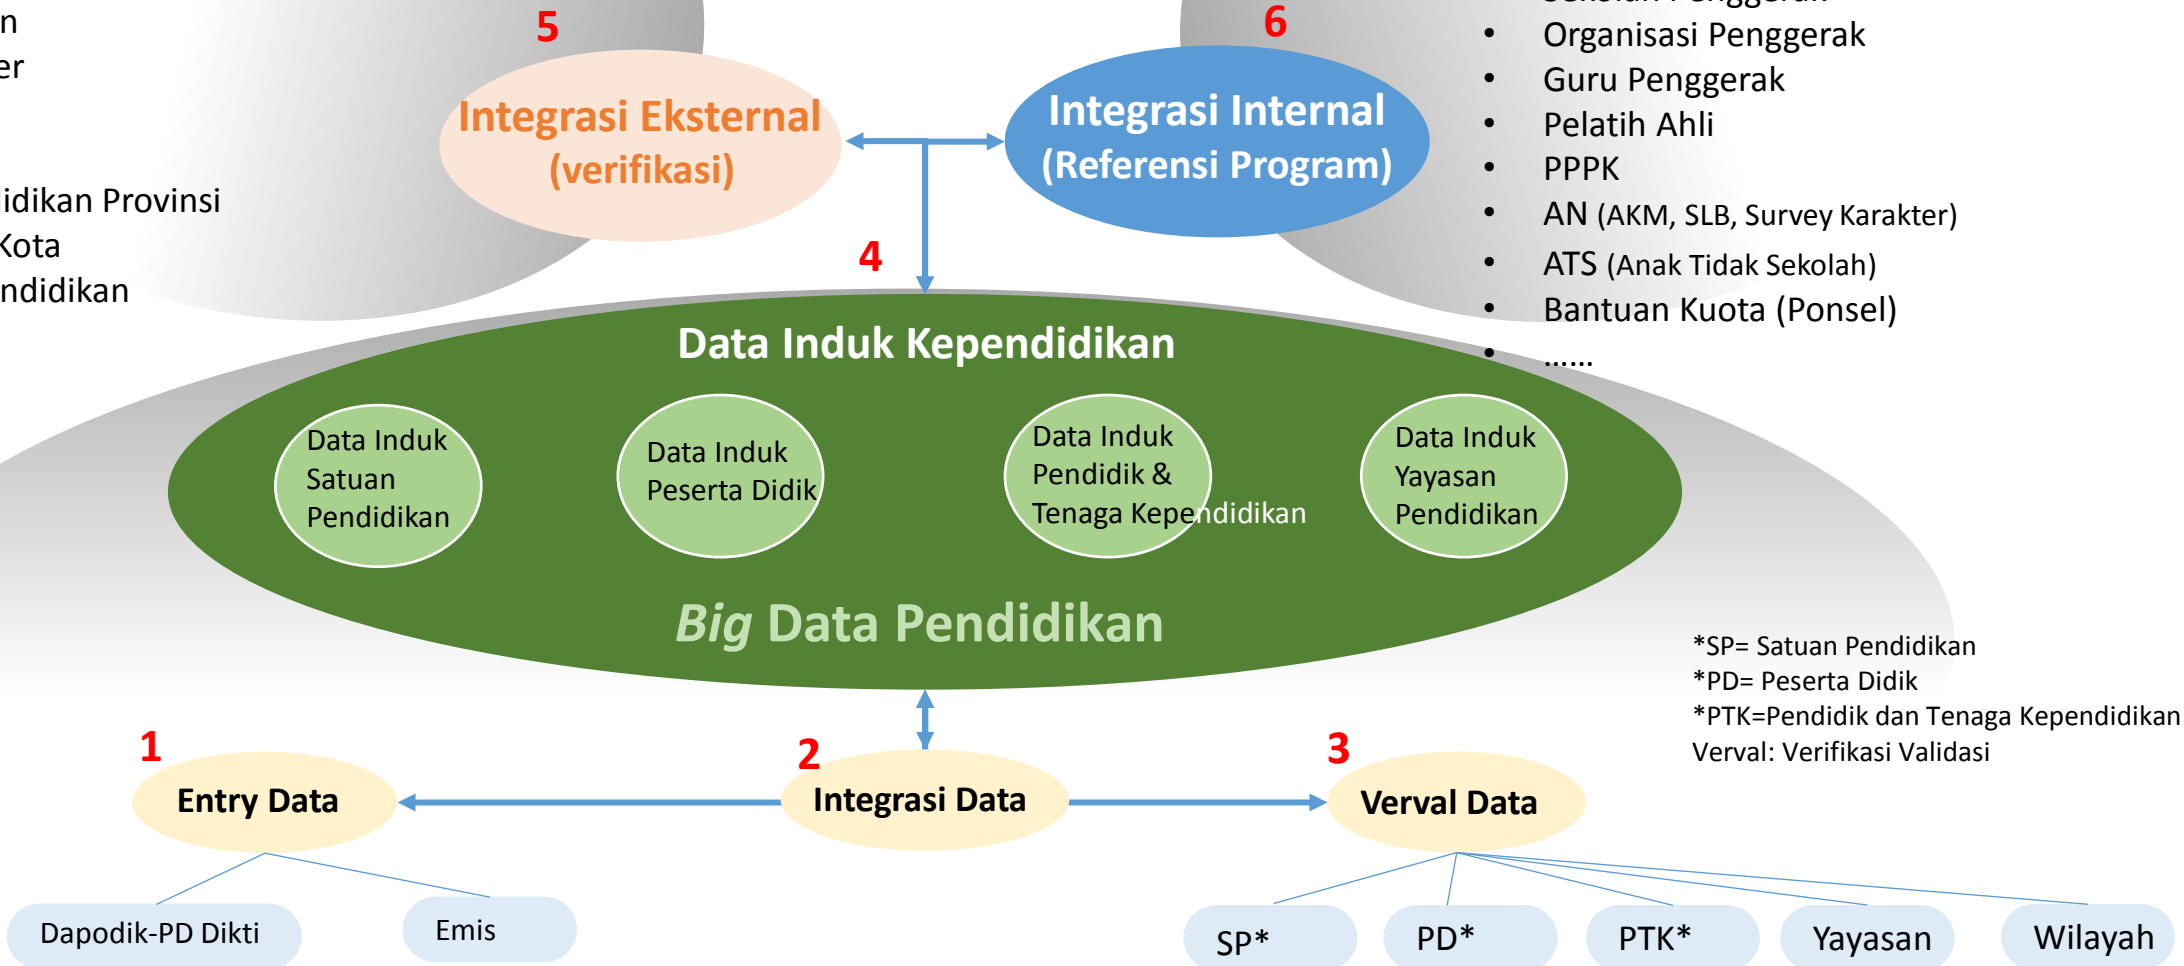 5
6
Organisasi Penggerak
Guru Penggerak
Pelatih Ahli
PPPK
AN (AKM, SLB, Survey Karakter)
ATS (Anak Tidak Sekolah)
Bantuan Kuota (Ponsel)
......
Provinsi
Kota
Integrasi Eksternal
(verifikasi)
Integrasi Internal
(Referensi Program)
4
Data Induk Kependidikan
Data Induk
Satuan
Pendidikan
Data Induk
Peserta Didik
Data Induk
Pendidik &
Tenaga Kependidikan
Data Induk
Yayasan
Pendidikan
Big Data Pendidikan
*SP= Satuan Pendidikan
*PD= Peserta Didik
*PTK=Pendidik dan Tenaga Kependidikan
Verval: Verifikasi Validasi
1
Entry Data
2
Integrasi Data
3
Verval Data
Dapodik-PD Dikti
Emis
SP*
PD*
PTK*
Yayasan
Wilayah